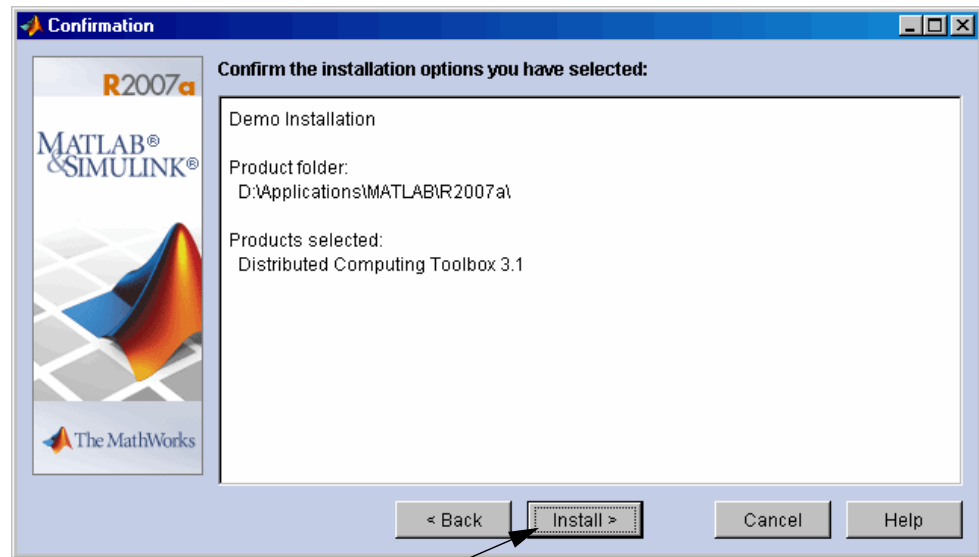 Confirmation
R2007a
MATLAB®
&SIMULINK®
The MathWorks
Confirm the installation options you have selected:
Demo Installation
Product folder:
D:\Applications\MATLAB\R2007a\
Products selected:
Distributed Computing Toolbox 3.1
< Back
Install >
Cancel
Help